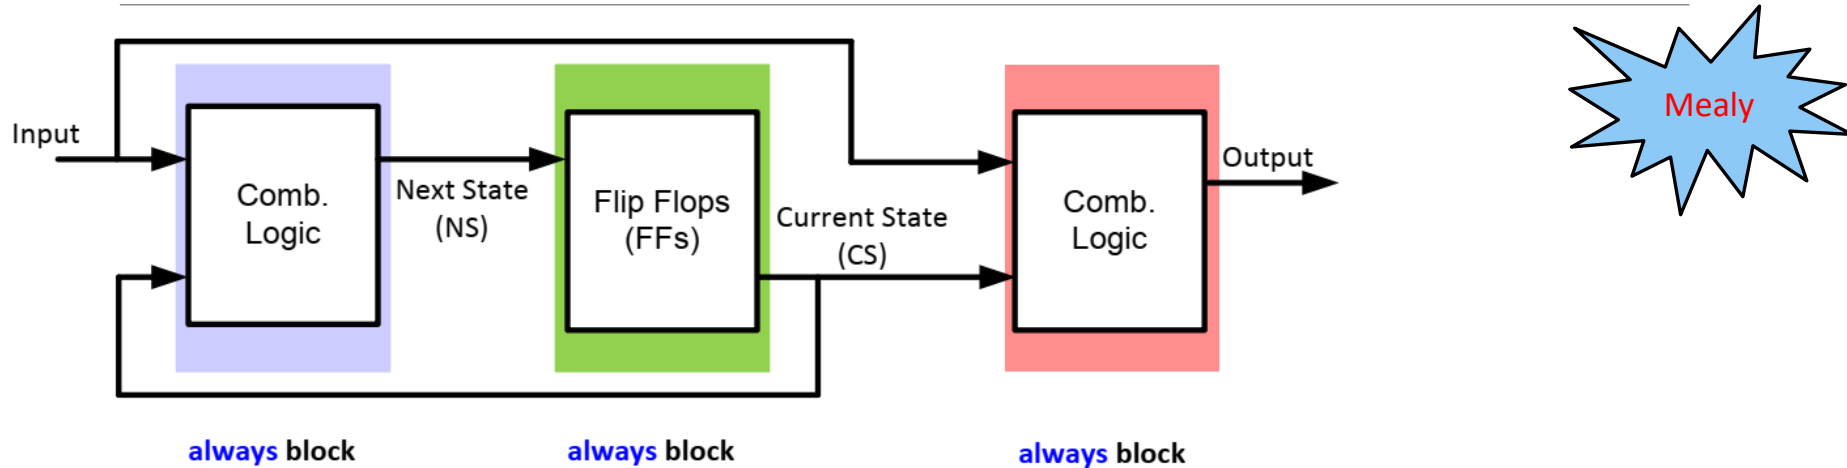 Mealy
Input
Comb.
Logic
Next State
(NS)
Flip Flops
(FFs)
Current State
(CS)
Comb.
Logic
Output
always block
always block
always block